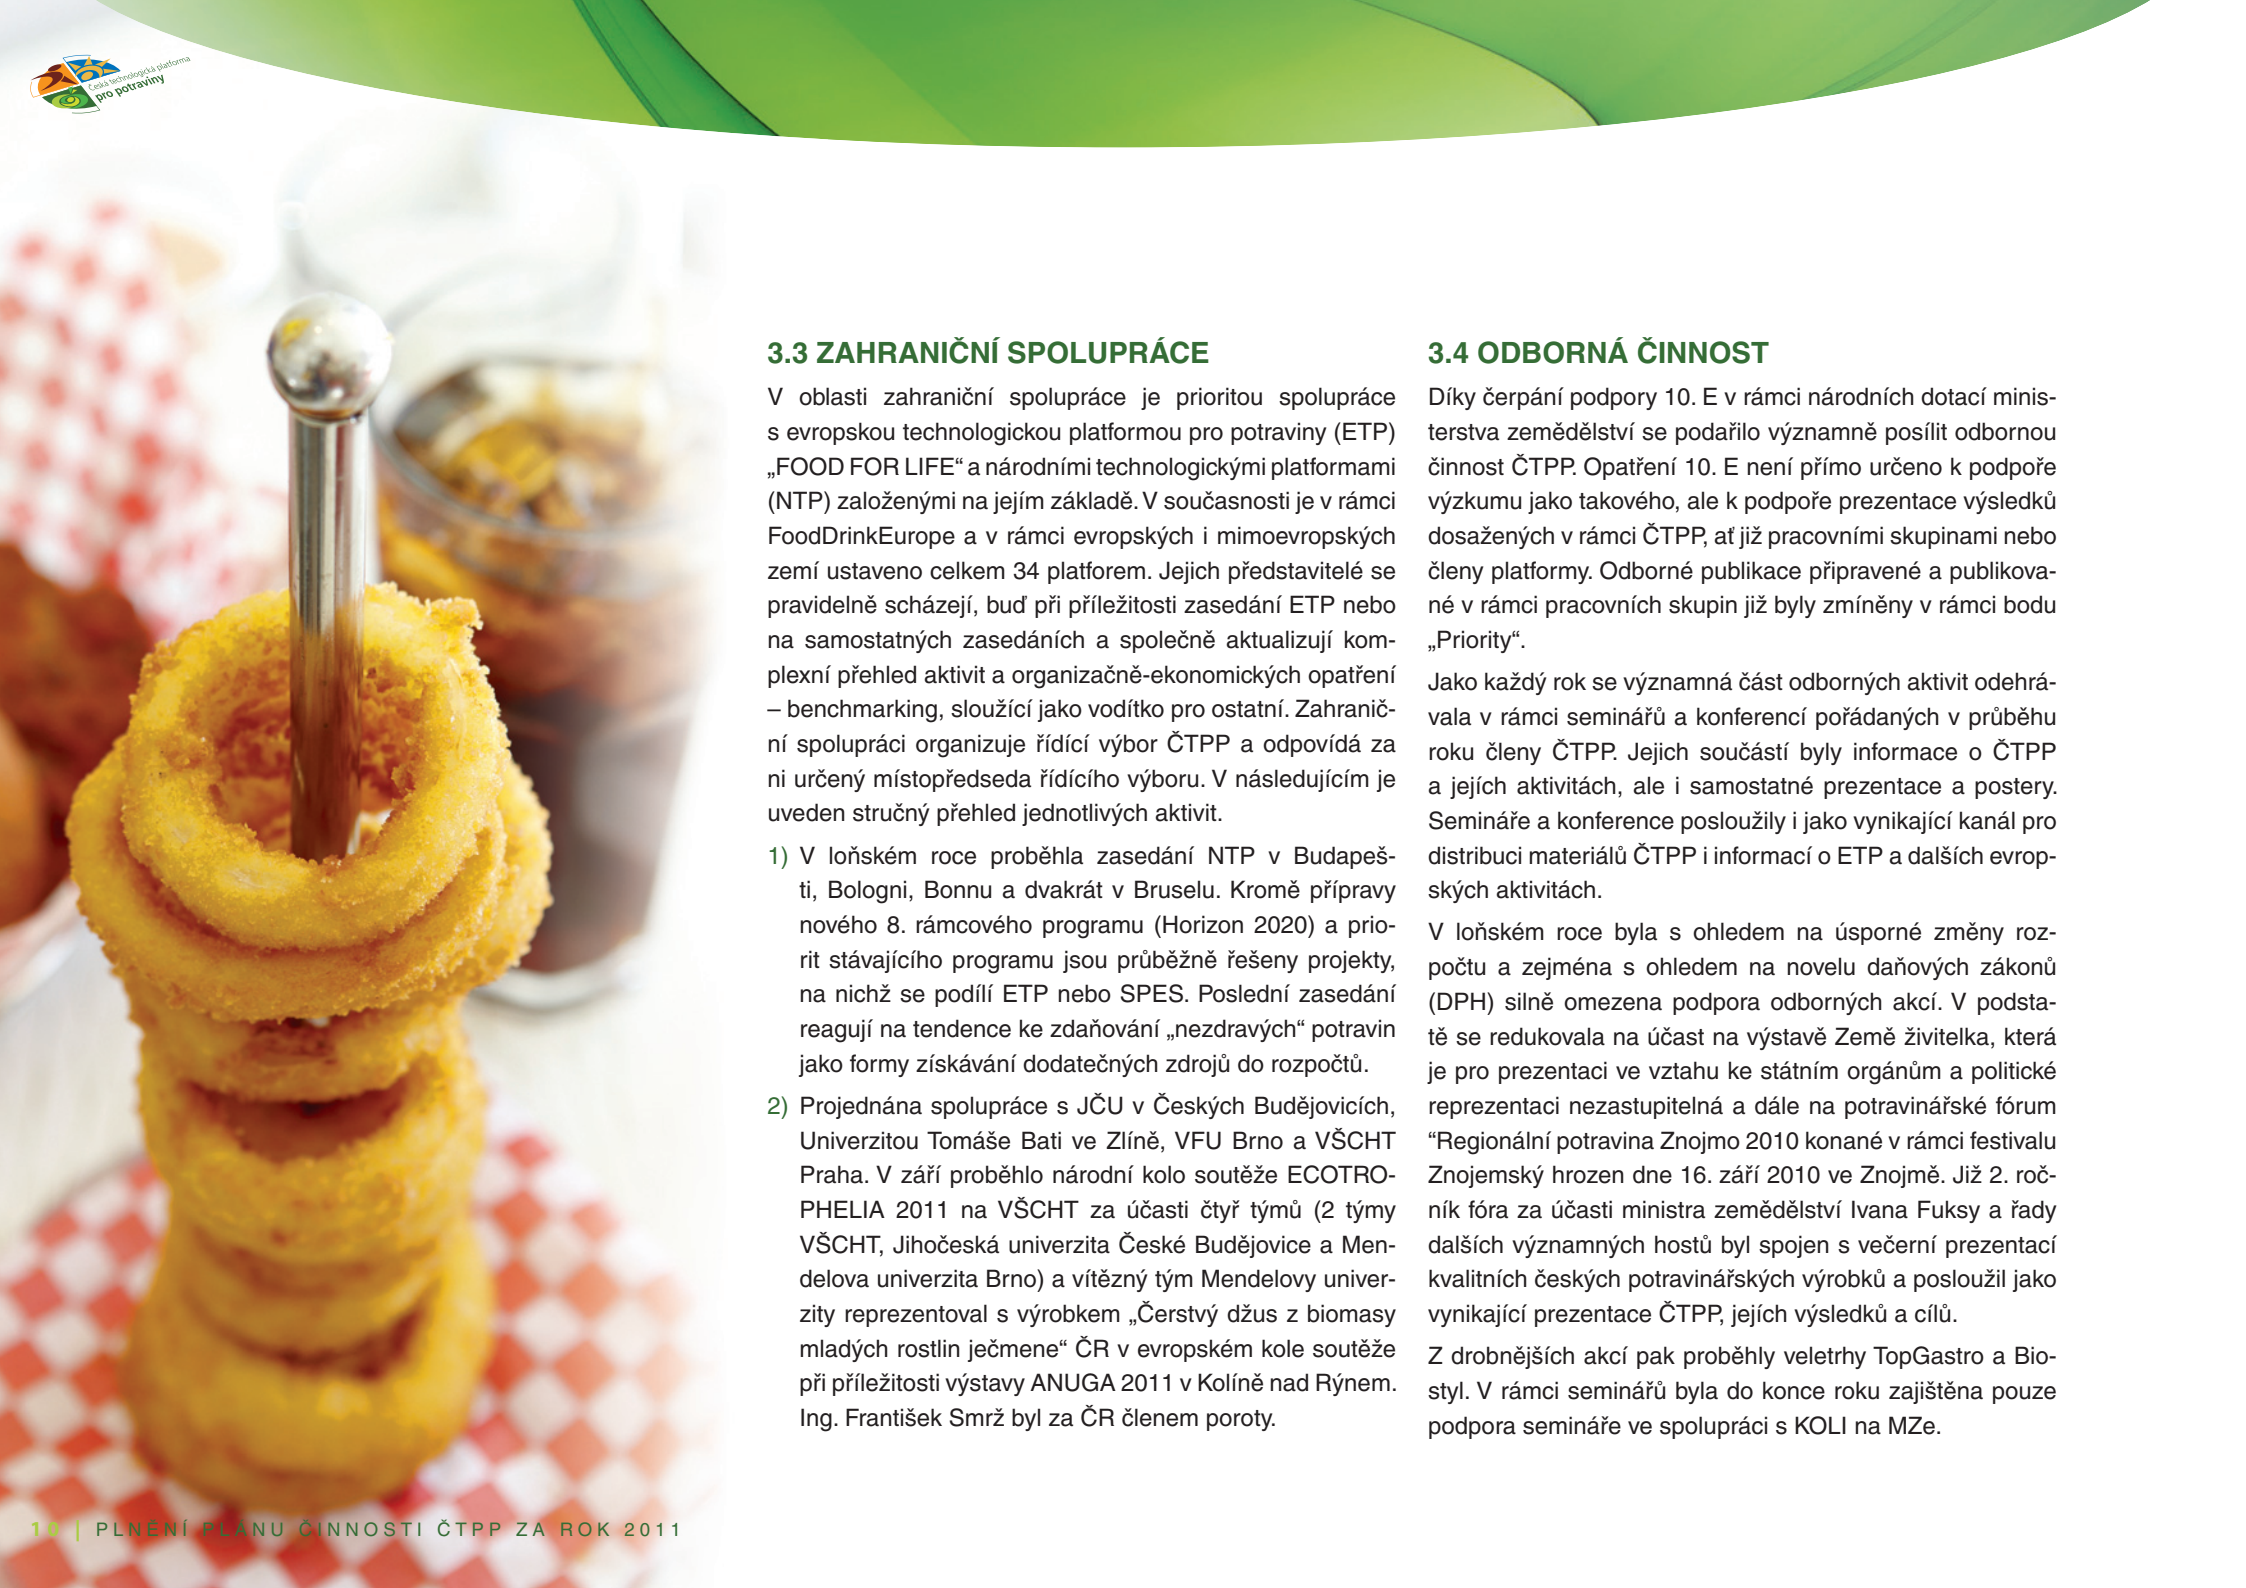 Česká technologická platforma
pro potraviny
3.3 ZAHRANIČNÍ SPOLUPRÁCE
V oblasti zahraniční spolupráce je prioritou spolupráce
s evropskou technologickou platformou pro potraviny (ETP)
„FOOD FOR LIFE“ a národními technologickými platformami
(NTP) založenými na jejím základě. V současnosti je v rámci
FoodDrinkEurope a v rámci evropských i mimoevropských
zemí ustaveno celkem 34 platforem. Jejich představitelé se
pravidelně scházejí, buď při příležitosti zasedání ETP nebo
na samostatných zasedáních a společně aktualizují kom-
plexní přehled aktivit a organizačně-ekonomických opatření
– benchmarking, sloužící jako vodítko pro ostatní. Zahranič-
ní spolupráci organizuje řídící výbor ČTPP a odpovídá za
ni určený místopředseda řídícího výboru. V následujícím je
uveden stručný přehled jednotlivých aktivit.
1) V loňském roce proběhla zasedání NTP v Budapeš-
ti, Bologni, Bonnu a dvakrát v Bruselu. Kromě přípravy
nového 8. rámcového programu (Horizon 2020) a prio-
rit stávajícího programu jsou průběžně řešeny projekty,
na nichž se podílí ETP nebo SPES. Poslední zasedání
reagují na tendence ke zdaňování „nezdravých“ potravin
jako formy získávání dodatečných zdrojů do rozpočtů.
2) Projednána spolupráce s JČU v Českých Budějovicích,
Univerzitou Tomáše Bati ve Zlíně, VFU Brno a VŠCHT
Praha. V září proběhlo národní kolo soutěže ECOTRO-
PHELIA 2011 na VŠCHT za účasti čtyř týmů (2 týmy
VŠCHT, Jihočeská univerzita České Budějovice a Men-
delova univerzita Brno) a vítězný tým Mendelovy univer-
zity reprezentoval s výrobkem „Čerstvý džus z biomasy
mladých rostlin ječmene“ ČR v evropském kole soutěže
při příležitosti výstavy ANUGA 2011 v Kolíně nad Rýnem.
Ing. František Smrž byl za ČR členem poroty.
3.4 ODBORNÁ ČINNOST
Díky čerpání podpory 10. E v rámci národních dotací minis-
terstva zemědělství se podařilo významně posílit odbornou
činnost ČTPP. Opatření 10. E není přímo určeno k podpoře
výzkumu jako takového, ale k podpoře prezentace výsledků
dosažených v rámci ČTPP, ať již pracovními skupinami nebo
členy platformy. Odborné publikace připravené a publikova-
né v rámci pracovních skupin již byly zmíněny v rámci bodu
„Priority“.
Jako každý rok se významná část odborných aktivit odehrá-
vala v rámci seminářů a konferencí pořádaných v průběhu
roku členy ČTPP. Jejich součástí byly informace o ČTPP
a jejích aktivitách, ale i samostatné prezentace a postery.
Semináře a konference posloužily i jako vynikající kanál pro
distribuci materiálů ČTPP i informací o ETP a dalších evrop-
ských aktivitách.
V loňském roce byla s ohledem na úsporné změny roz-
počtu a zejména s ohledem na novelu daňových zákonů
(DPH) silně omezena podpora odborných akcí. V podsta-
tě se redukovala na účast na výstavě Země živitelka, která
je pro prezentaci ve vztahu ke státním orgánům a politické
reprezentaci nezastupitelná a dále na potravinářské fórum
“Regionální potravina Znojmo 2010 konané v rámci festivalu
Znojemský hrozen dne 16. září 2010 ve Znojmě. Již 2. roč-
ník fóra za účasti ministra zemědělství Ivana Fuksy a řady
dalších významných hostů byl spojen s večerní prezentací
kvalitních českých potravinářských výrobků a posloužil jako
vynikající prezentace ČTPP, jejích výsledků a cílů.
Z drobnějších akcí pak proběhly veletrhy TopGastro a Bio-
styl. V rámci seminářů byla do konce roku zajištěna pouze
podpora semináře ve spolupráci s KOLI na MZe.
10 | PLNĚNÍ PLÁNU ČINNOSTI ČTPP ZA ROK 2011